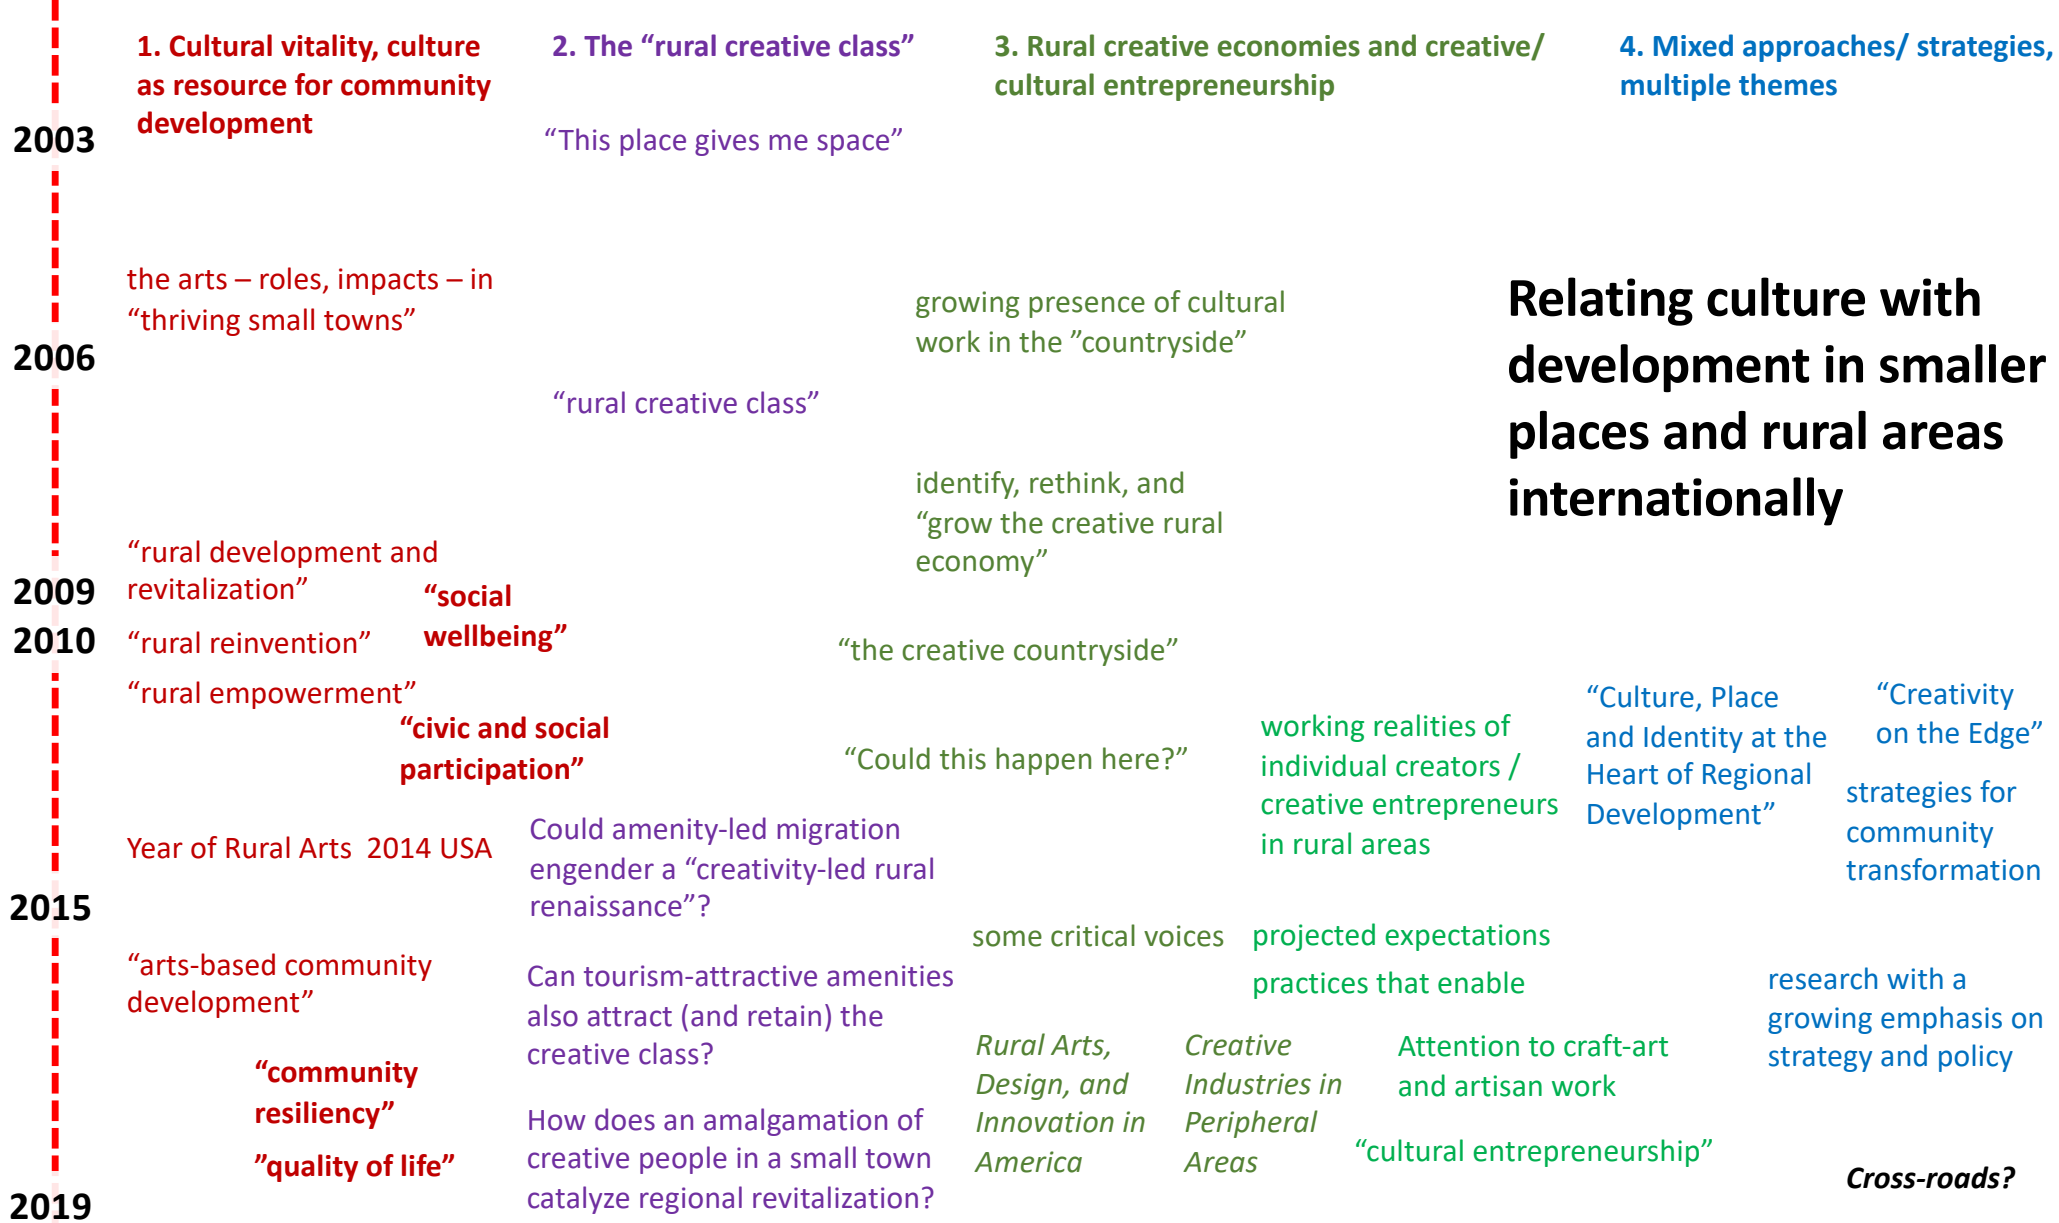 1. Cultural vitality, culture
as resource for community
development
2. The “rural creative class”
3. Rural creative economies and creative/
cultural entrepreneurship
4. Mixed approaches/ strategies,
multiple themes
2003
“This place gives me space”
the arts – roles, impacts – in
“thriving small towns”
growing presence of cultural
work in the ”countryside”
Relating culture with
development in smaller
places and rural areas
internationally
2006
“rural creative class”
identify, rethink, and
“grow the creative rural
economy”
“rural development and
revitalization”
2009
“social
wellbeing”
2010
“rural reinvention”
“the creative countryside”
“rural empowerment”
“civic and social
participation”
“Could this happen here?”
working realities of
individual creators /
creative entrepreneurs
in rural areas
“Culture, Place
and Identity at the
Heart of Regional
Development”
“Creativity
on the Edge”
strategies for
community
transformation
Year of Rural Arts  2014 USA
Could amenity-led migration
engender a “creativity-led rural
renaissance”?
2015
some critical voices
projected expectations
practices that enable
“arts-based community
development”
Can tourism-attractive amenities
also attract (and retain) the
creative class?
research with a
growing emphasis on
strategy and policy
Rural Arts,
Design, and
Innovation in
America
Creative
Industries in
Peripheral
Areas
Attention to craft-art
and artisan work
“community
resiliency”
How does an amalgamation of
creative people in a small town
catalyze regional revitalization?
“cultural entrepreneurship”
”quality of life”
Cross-roads?
2019